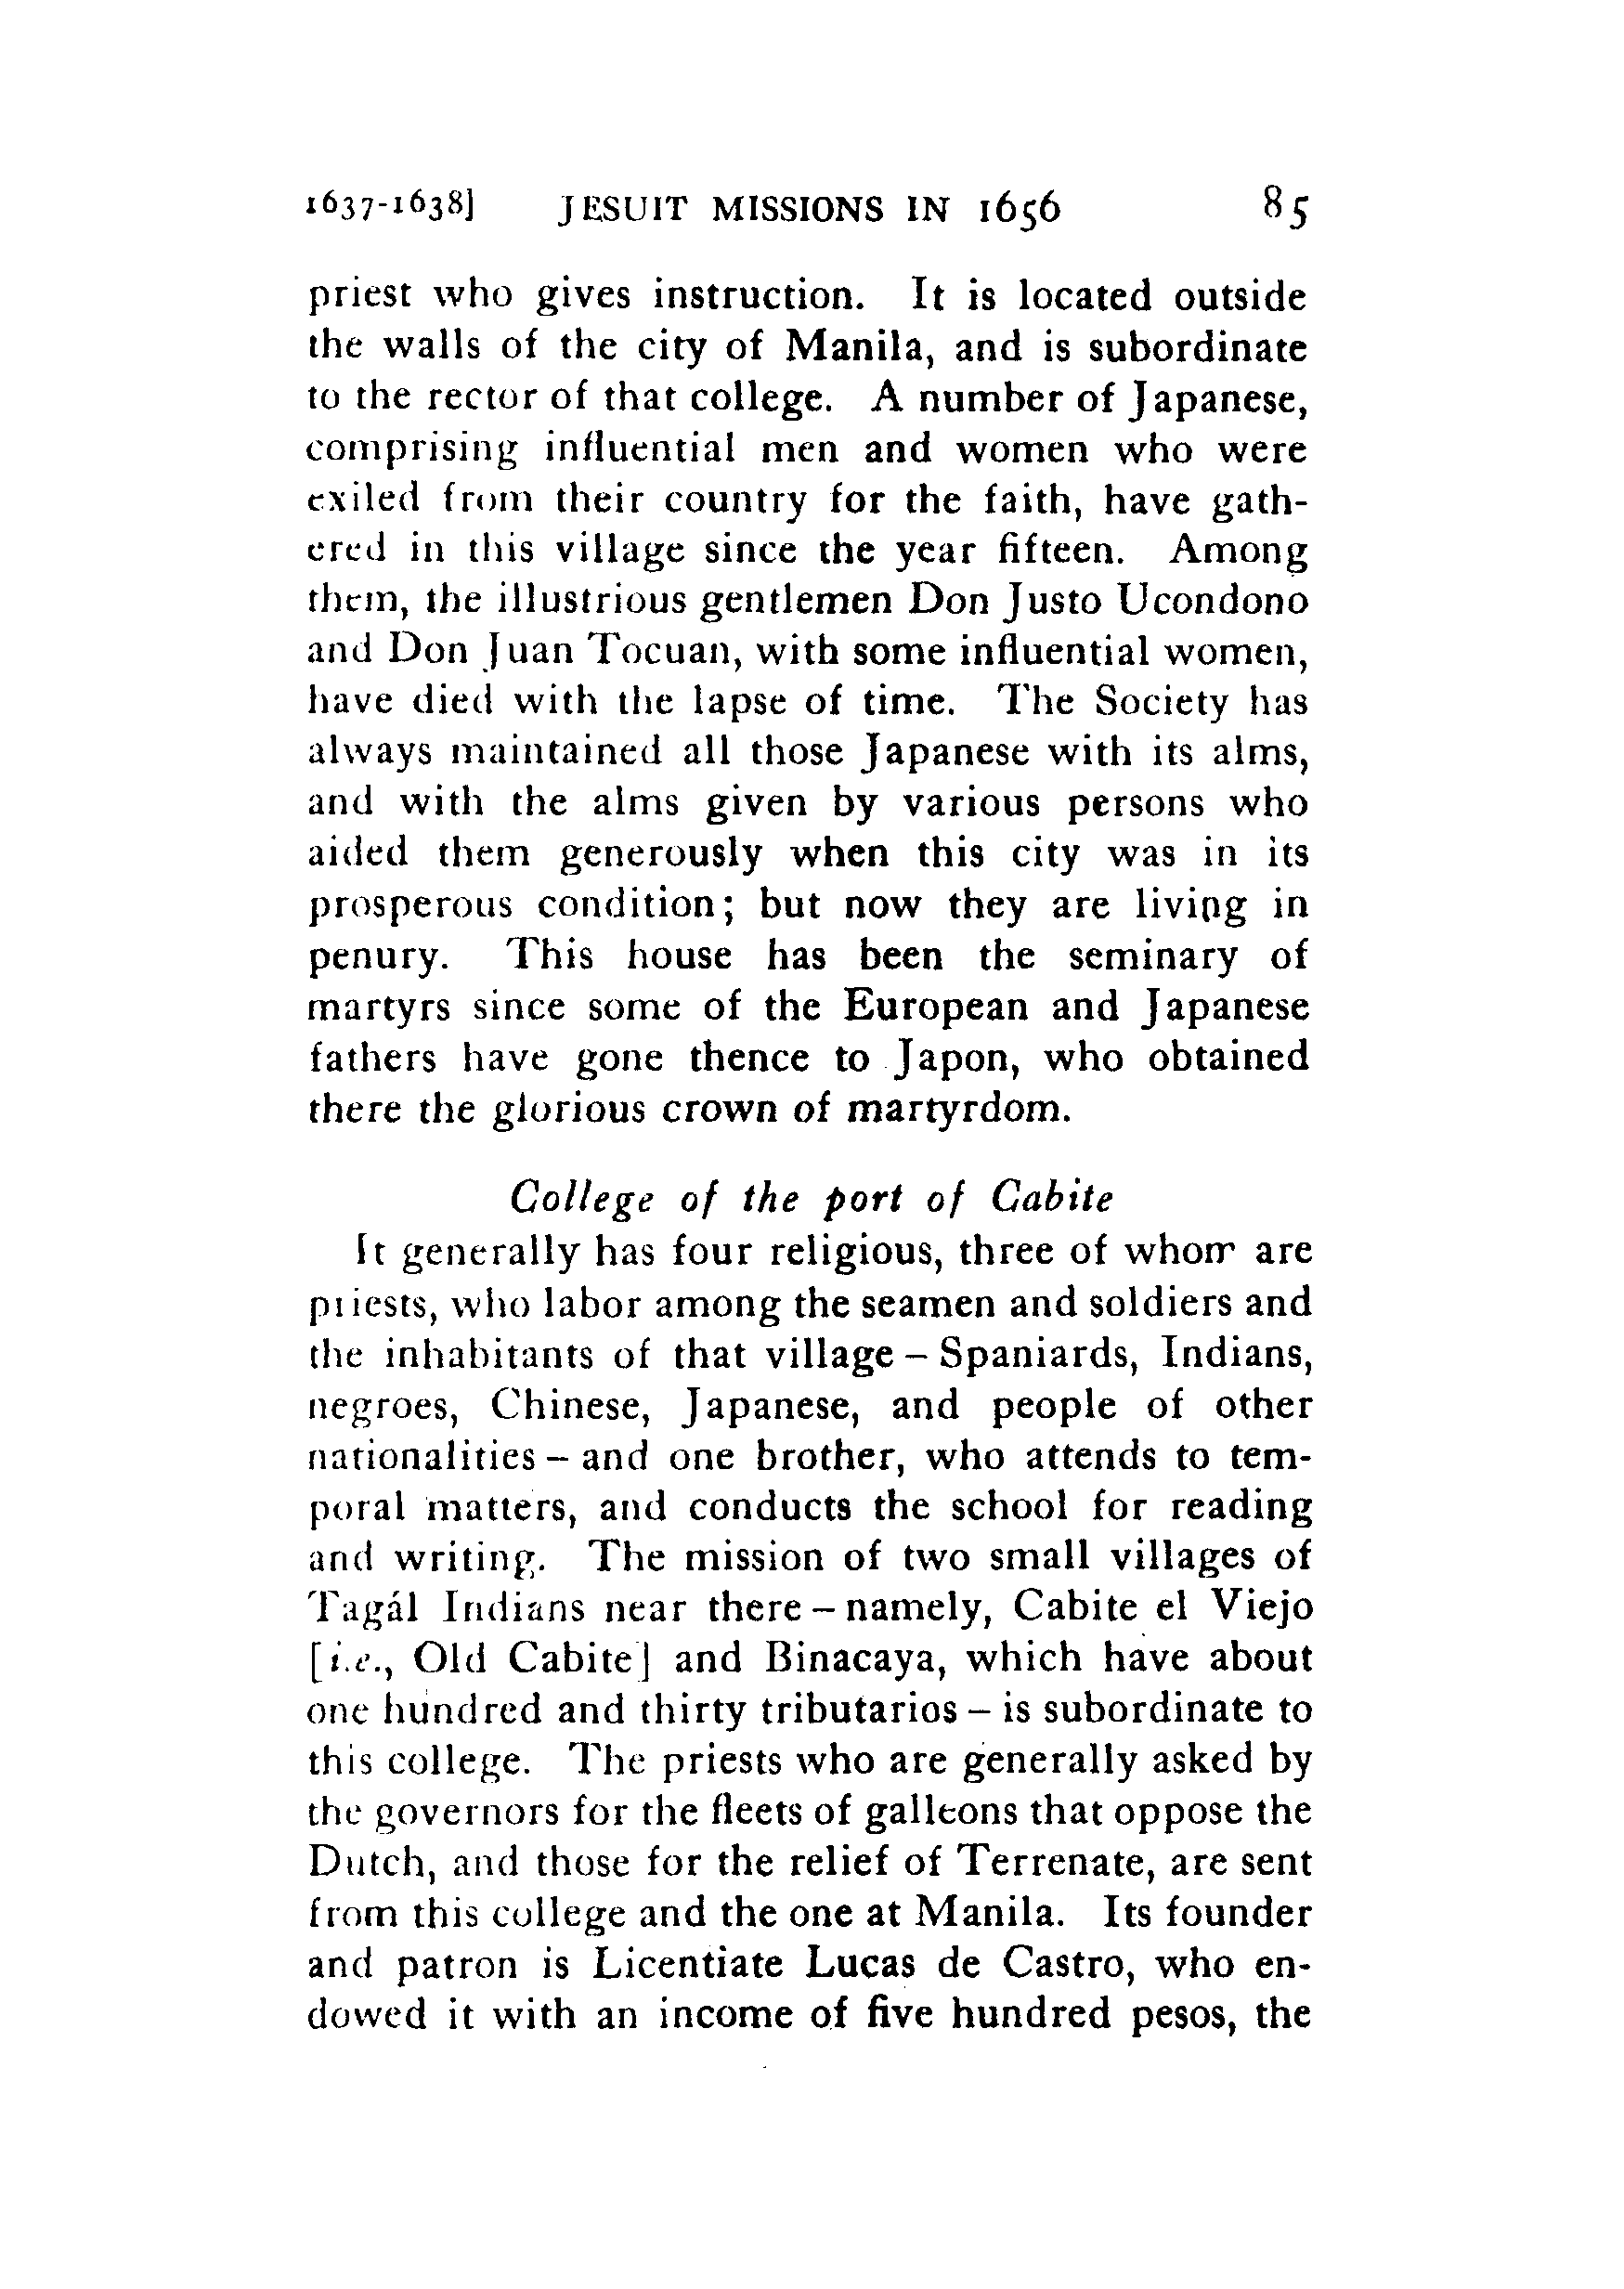 1637-1638] JESUIT MISSIONS IN 1656 85
priest who gives instruction. It is located outside
the walls of the city of Manila, and is subordinate
to the rector of that college. A number of Japanese,
comprising influential men and women who were
exiled from their country for the faith, have gath-
ered in this village since the year fifteen. Among
them, the illustrious gentlemen Don Justo Ucondono
and Don Juan Tocuan, with some influential women,
have died with the lapse of time. The Society has
always maintained all those Japanese with its alms,
and with the alms given by various persons who
aided them generously when this city was in its
prosperous condition; but now they are living in
penury. This house has been the seminary of
martyrs since some of the European and Japanese
fathers have gone thence to Japon, who obtained
there the glorious crown of martyrdom.
College of the port of Cabite
It generally has four religious, three of whom are
priests, who labor among the seamen and soldiers and
the inhabitants of that village – Spaniards, Indians,
negroes, Chinese, Japanese, and people of other
nationalities – and one brother, who attends to tem-
poral matters, and conducts the school for reading
and writing. The mission of two small villages of
Tagál Indians near there – namely, Cabite el Viejo
[i.e., Old Cabite] and Binacaya, which have about
one hundred and thirty tributarios – is subordinate to
this college. The priests who are generally asked by
the governors for the fleets of galleons that oppose the
Dutch, and those for the relief of Terrenate, are sent
from this college and the one at Manila. Its founder
and patron is Licentiate Lucas de Castro, who en-
dowed it with an income of five hundred pesos, the